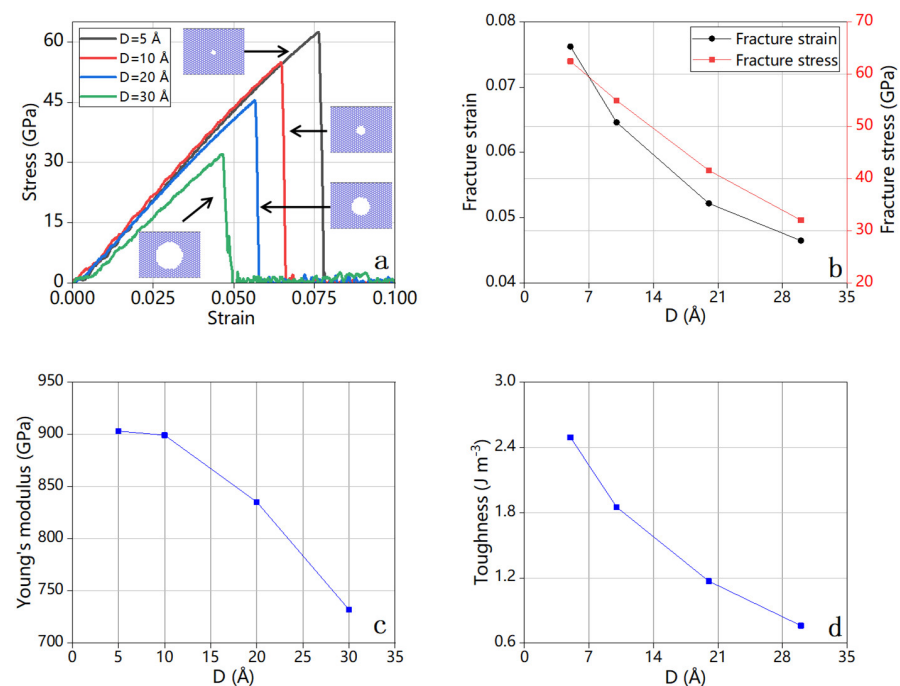 60
45
30
15
0
Stress (GPa)
D=5 Å
D=10 Å
D=20 Å
D=30 Å
a
0.000
0.025
0.050
0.075
0.100
Strain
0.08
0.07
0.06
0.05
0.04
Fracture strain
Fracture strain
Fracture stress
70
60
50
40
30
20
Fracture stress (GPa)
b
0
7
14
21
28
35
D (Å)
950
900
850
800
750
700
Young's modulus (GPa)
c
0
5
10
15
20
25
30
35
D (Å)
3.0
2.4
1.8
1.2
0.6
Toughness (J m⁻³)
d
0
7
14
21
28
35
D (Å)